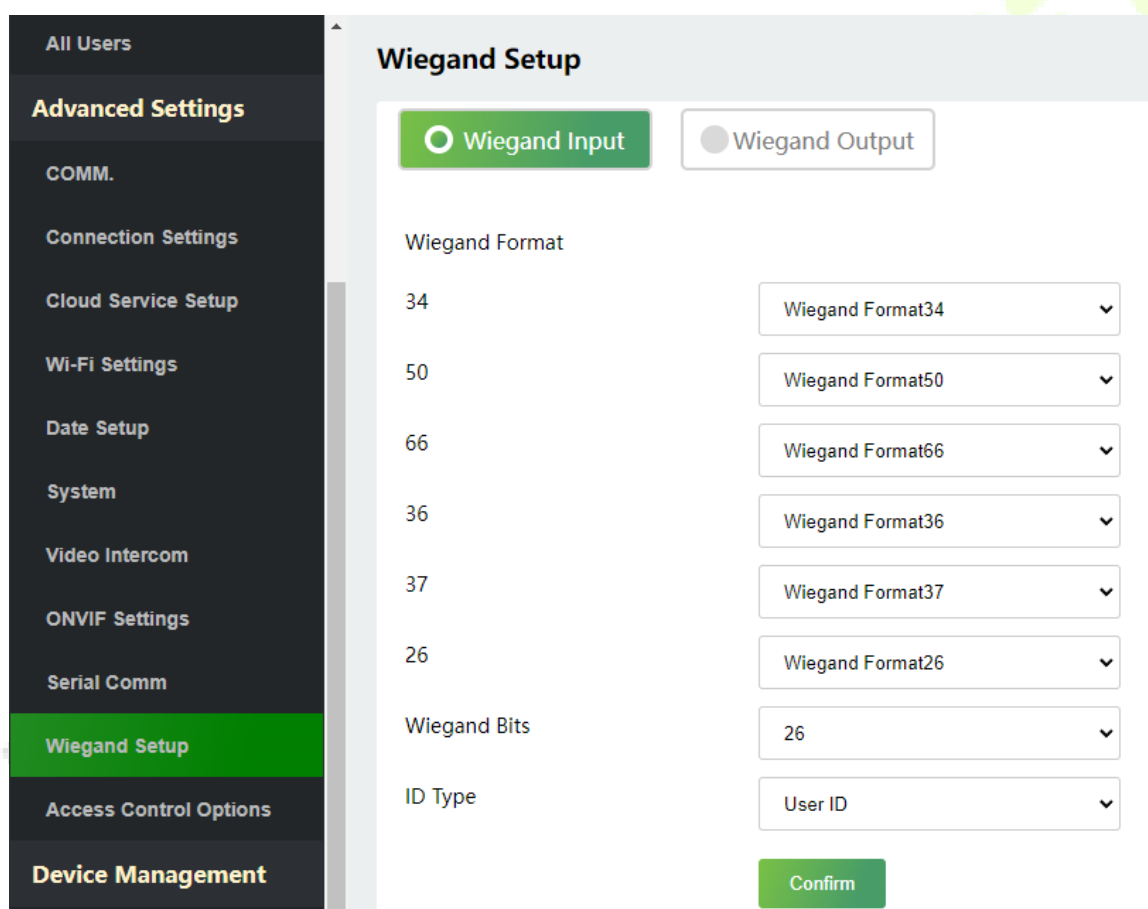 All Users
Advanced Settings
COMM.
Connection Settings
Cloud Service Setup
Wi-Fi Settings
Date Setup
System
Video Intercom
ONVIF Settings
Serial Comm
Wiegand Setup
Access Control Options
Device Management
Wiegand Setup
Wiegand Input Wiegand Output
Wiegand Format
34 Wiegand Format34
50 Wiegand Format50
66 Wiegand Format66
36 Wiegand Format36
37 Wiegand Format37
26 Wiegand Format26
Wiegand Bits 26
ID Type User ID
Confirm